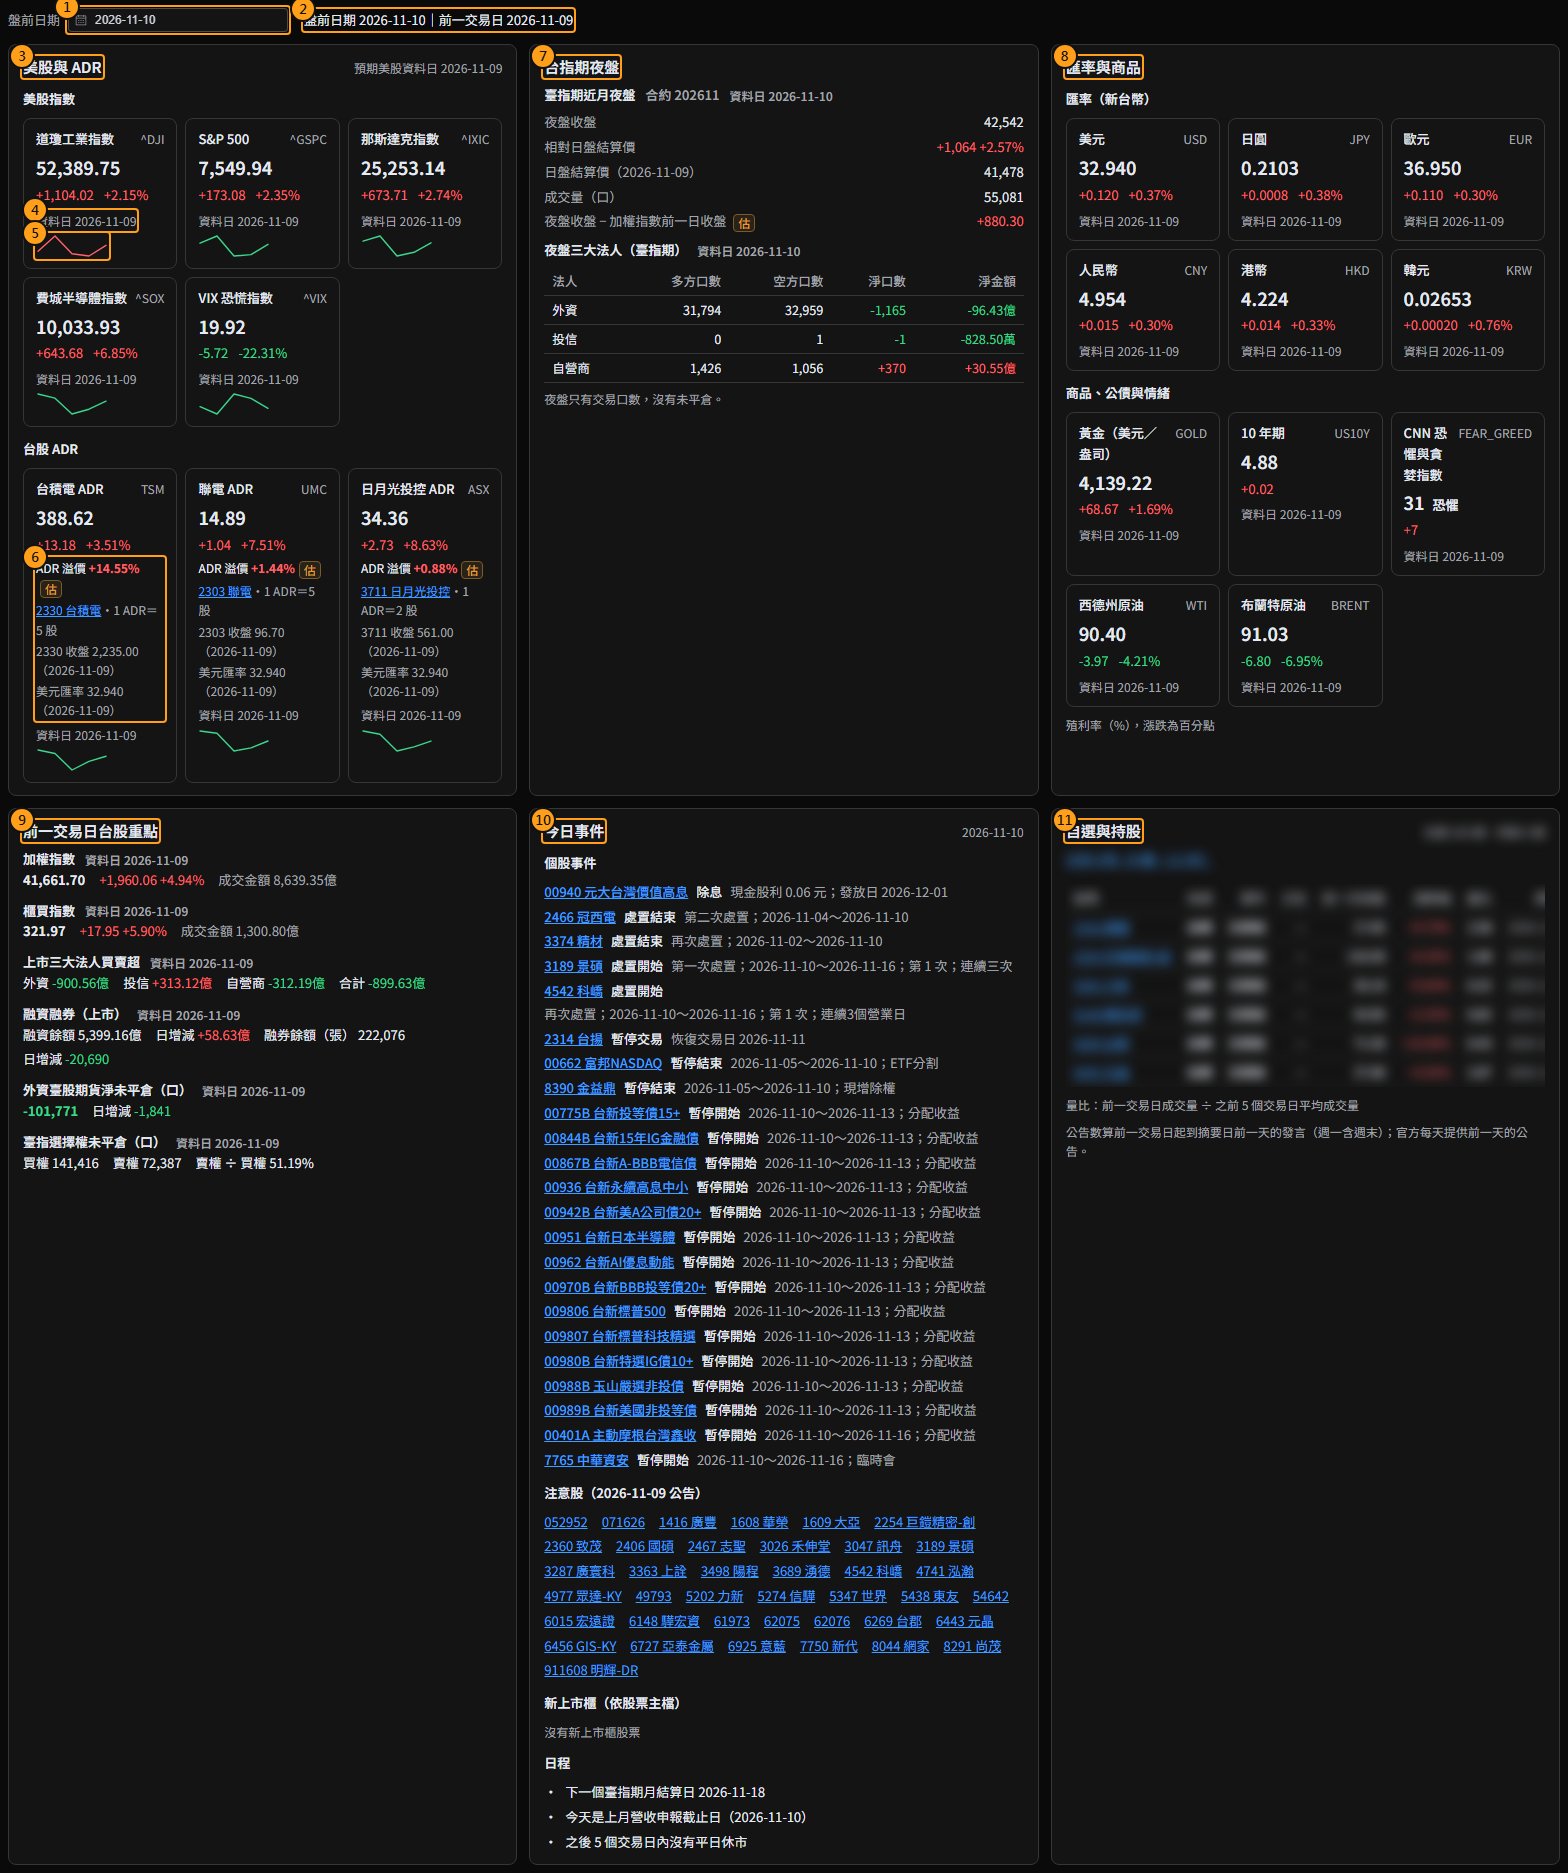 盤前日期 1 2026-11-10 2 盤前日期 2026-11-10｜前一交易日 2026-11-09
3 美股與 ADR 預期美股資料日 2026-11-09
美股指數
道瓊工業指數 ^DJI
52,389.75
+1,104.02 +2.15%
4 資料日 2026-11-09
5
S&P 500 ^GSPC
7,549.94
+173.08 +2.35%
資料日 2026-11-09
那斯達克指數 ^IXIC
25,253.14
+673.71 +2.74%
資料日 2026-11-09
費城半導體指數 ^SOX
10,033.93
+643.68 +6.85%
資料日 2026-11-09
VIX 恐慌指數 ^VIX
19.92
-5.72 -22.31%
資料日 2026-11-09
台股 ADR
台積電 ADR TSM
388.62
+13.18 +3.51%
6 ADR 溢價 +14.55%
估
2330 台積電・1 ADR＝
5 股
2330 收盤 2,235.00
（2026-11-09）
美元匯率 32.940
（2026-11-09）
資料日 2026-11-09
聯電 ADR UMC
14.89
+1.04 +7.51%
ADR 溢價 +1.44% 估
2303 聯電・1 ADR＝5
股
2303 收盤 96.70
（2026-11-09）
美元匯率 32.940
（2026-11-09）
資料日 2026-11-09
日月光投控 ADR ASX
34.36
+2.73 +8.63%
ADR 溢價 +0.88% 估
3711 日月光投控・1
ADR＝2 股
3711 收盤 561.00
（2026-11-09）
美元匯率 32.940
（2026-11-09）
資料日 2026-11-09
7 台指期夜盤
臺指期近月夜盤 合約 202611 資料日 2026-11-10
夜盤收盤 42,542
相對日盤結算價 +1,064 +2.57%
日盤結算價（2026-11-09） 41,478
成交量（口） 55,081
夜盤收盤 − 加權指數前一日收盤 估 +880.30
夜盤三大法人（臺指期） 資料日 2026-11-10
法人 多方口數 空方口數 淨口數 淨金額
外資 31,794 32,959 -1,165 -96.43億
投信 0 1 -1 -828.50萬
自營商 1,426 1,056 +370 +30.55億
夜盤只有交易口數，沒有未平倉。
8 匯率與商品
匯率（新台幣）
美元 USD
32.940
+0.120 +0.37%
資料日 2026-11-09
日圓 JPY
0.2103
+0.0008 +0.38%
資料日 2026-11-09
歐元 EUR
36.950
+0.110 +0.30%
資料日 2026-11-09
人民幣 CNY
4.954
+0.015 +0.30%
資料日 2026-11-09
港幣 HKD
4.224
+0.014 +0.33%
資料日 2026-11-09
韓元 KRW
0.02653
+0.00020 +0.76%
資料日 2026-11-09
商品、公債與情緒
黃金（美元／ GOLD
盎司）
4,139.22
+68.67 +1.69%
資料日 2026-11-09
10 年期 US10Y
4.88
+0.02
資料日 2026-11-09
CNN 恐 FEAR_GREED
懼與貪
婪指數
31 恐懼
+7
資料日 2026-11-09
西德州原油 WTI
90.40
-3.97 -4.21%
資料日 2026-11-09
布蘭特原油 BRENT
91.03
-6.80 -6.95%
資料日 2026-11-09
殖利率（%），漲跌為百分點
9 前一交易日台股重點
加權指數 資料日 2026-11-09
41,661.70 +1,960.06 +4.94% 成交金額 8,639.35億
櫃買指數 資料日 2026-11-09
321.97 +17.95 +5.90% 成交金額 1,300.80億
上市三大法人買賣超 資料日 2026-11-09
外資 -900.56億 投信 +313.12億 自營商 -312.19億 合計 -899.63億
融資融券（上市） 資料日 2026-11-09
融資餘額 5,399.16億 日增減 +58.63億 融券餘額（張） 222,076
日增減 -20,690
外資臺股期貨淨未平倉（口） 資料日 2026-11-09
-101,771 日增減 -1,841
臺指選擇權未平倉（口） 資料日 2026-11-09
買權 141,416 賣權 72,387 賣權 ÷ 買權 51.19%
10 今日事件 2026-11-10
個股事件
00940 元大台灣價值高息 除息 現金股利 0.06 元；發放日 2026-12-01
2466 冠西電 處置結束 第二次處置；2026-11-04～2026-11-10
3374 精材 處置結束 再次處置；2026-11-02～2026-11-10
3189 景碩 處置開始 第一次處置；2026-11-10～2026-11-16；第 1 次；連續三次
4542 科嶠 處置開始
再次處置；2026-11-10～2026-11-16；第 1 次；連續3個營業日
2314 台揚 暫停交易 恢復交易日 2026-11-11
00662 富邦NASDAQ 暫停結束 2026-11-05～2026-11-10；ETF分割
8390 金益鼎 暫停結束 2026-11-05～2026-11-10；現增除權
00775B 台新投等債15+ 暫停開始 2026-11-10～2026-11-13；分配收益
00844B 台新15年IG金融債 暫停開始 2026-11-10～2026-11-13；分配收益
00867B 台新A-BBB電信債 暫停開始 2026-11-10～2026-11-13；分配收益
00936 台新永續高息中小 暫停開始 2026-11-10～2026-11-13；分配收益
00942B 台新美A公司債20+ 暫停開始 2026-11-10～2026-11-13；分配收益
00951 台新日本半導體 暫停開始 2026-11-10～2026-11-13；分配收益
00962 台新AI優息動能 暫停開始 2026-11-10～2026-11-13；分配收益
00970B 台新BBB投等債20+ 暫停開始 2026-11-10～2026-11-13；分配收益
009806 台新標普500 暫停開始 2026-11-10～2026-11-13；分配收益
009807 台新標普科技精選 暫停開始 2026-11-10～2026-11-13；分配收益
00980B 台新特選IG債10+ 暫停開始 2026-11-10～2026-11-13；分配收益
00988B 玉山嚴選非投債 暫停開始 2026-11-10～2026-11-13；分配收益
00989B 台新美國非投等債 暫停開始 2026-11-10～2026-11-13；分配收益
00401A 主動摩根台灣鑫收 暫停開始 2026-11-10～2026-11-16；分配收益
7765 中華資安 暫停開始 2026-11-10～2026-11-16；臨時會
注意股（2026-11-09 公告）
052952 071626 1416 廣豐 1608 華榮 1609 大亞 2254 巨鎧精密-創
2360 致茂 2406 國碩 2467 志聖 3026 禾伸堂 3047 訊舟 3189 景碩
3287 廣寰科 3363 上詮 3498 陽程 3689 湧德 4542 科嶠 4741 泓瀚
4977 眾達-KY 49793 5202 力新 5274 信驊 5347 世界 5438 東友 54642
6015 宏遠證 6148 驊宏資 61973 62075 62076 6269 台郡 6443 元晶
6456 GIS-KY 6727 亞泰金屬 6925 意藍 7750 新代 8044 網家 8291 尚茂
911608 明輝-DR
新上市櫃（依股票主檔）
沒有新上市櫃股票
日程
・ 下一個臺指期月結算日 2026-11-18
・ 今天是上月營收申報截止日（2026-11-10）
・ 之後 5 個交易日內沒有平日休市
11 自選與持股
量比：前一交易日成交量 ÷ 之前 5 個交易日平均成交量
公告數算前一交易日起到摘要日前一天的發言（週一含週末）；官方每天提供前一天的公
告。